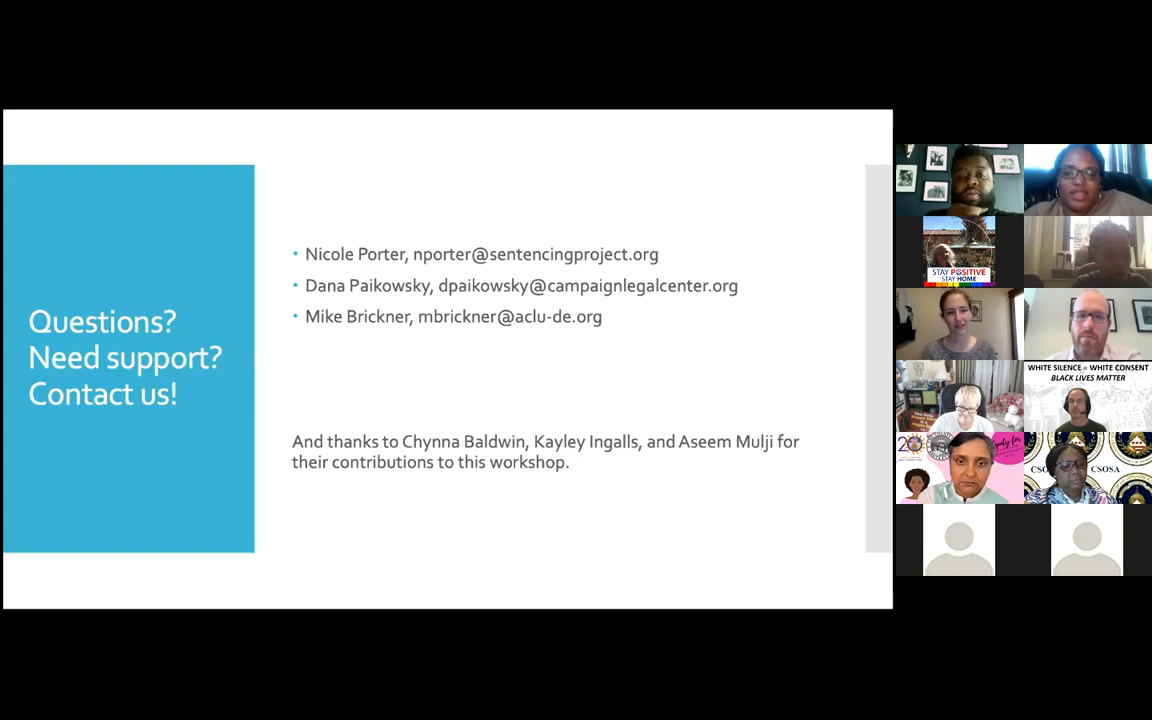 Questions?
Need support?
Contact us!
• Nicole Porter, nporter@sentencingproject.org
• Dana Paikowsky, dpaikowsky@campaignlegalcenter.org
• Mike Brickner, mbrickner@aclu-de.org
And thanks to Chynna Baldwin, Kayley Ingalls, and Aseem Mulji for
their contributions to this workshop.
STAY POSITIVE
STAY HOME
WHITE SILENCE = WHITE CONSENT
BLACK LIVES MATTER
20
CSO
CSOSA